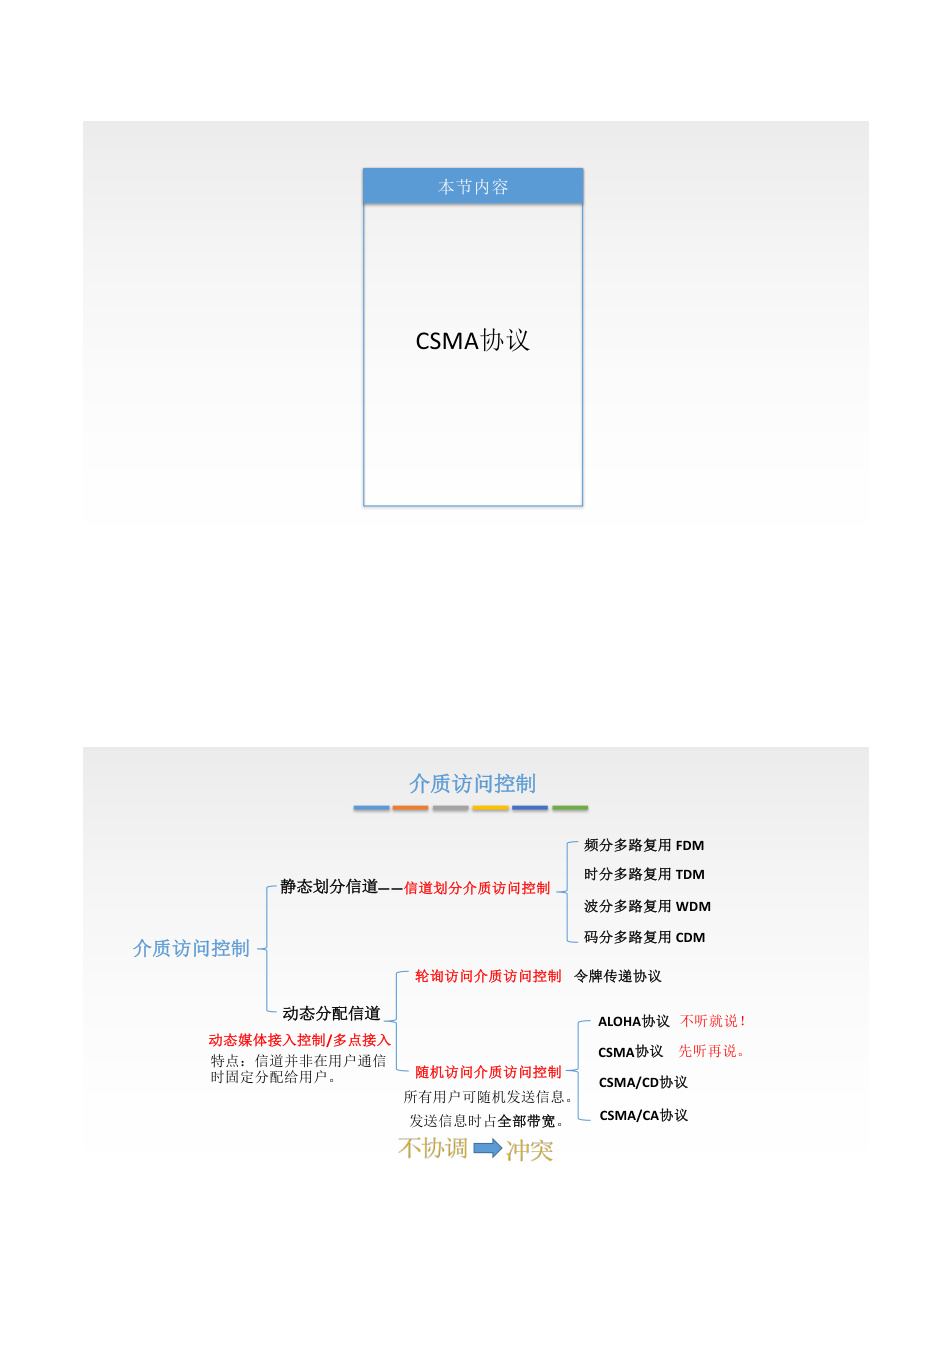 本节内容
CSMA协议
介质访问控制
频分多路复用 FDM
时分多路复用 TDM
静态划分信道——信道划分介质访问控制
波分多路复用 WDM
码分多路复用 CDM
介质访问控制
轮询访问介质访问控制 令牌传递协议
动态分配信道
动态媒体接入控制/多点接入
特点：信道并非在用户通信
时固定分配给用户。
ALOHA协议 不听就说！
CSMA协议 先听再说。
随机访问介质访问控制
CSMA/CD协议
所有用户可随机发送信息。
CSMA/CA协议
发送信息时占全部带宽。
不协调 冲突